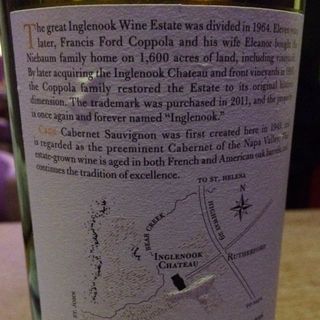 The great Inglenook Wine Estate was divided in 1964. Eleven
later, Francis Ford Coppola and his wife Eleanor bought
Niebaum family home on 1,600 acres of land, including
By later acquiring the Inglenook Chateau and front vineyards in
the Coppola family restored the Estate to its original
dimension. The trademark was purchased in 2011, and the
is once again and forever named "Inglenook."
Cask Cabernet Sauvignon was first created here in
is regarded as the preeminent Cabernet of the Napa Valley.
estate-grown wine is aged in both French and American oak barrels,
continues the tradition of excellence.
TO ST. HELENA
BEAR CREEK
INGLENOOK
CHATEAU
RUTHERFORD
ST. JOHN
TO NAPA